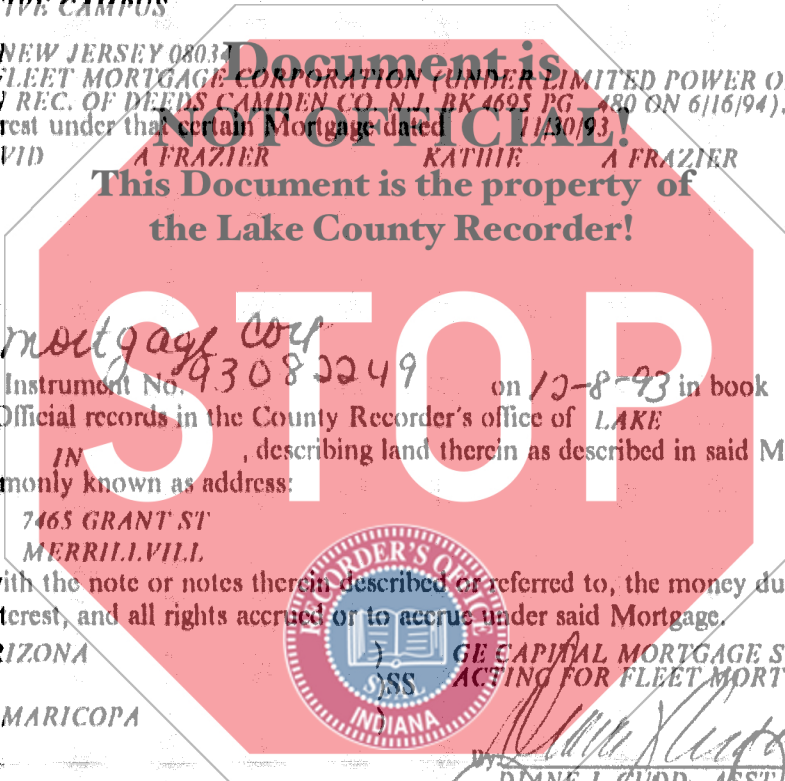 TIVE CAMPUS
NEW JERSEY 08034
Document is
FLEET MORTGAGE CORPORATION (UNDER LIMITED POWER O
REC. OF DEEDS CAMDEN CO. N.J. BK 4695 PG 480 ON 6/16/94).
NOT OFFICIAL!
rest under that certain Mortgage dated 11/30/93
VID A FRAZIER KATHIE A FRAZIER
This Document is the property of
the Lake County Recorder!
STOP
mortgage corp
Instrument No. 93082249 on 12-8-93 in book
Official records in the County Recorder's office of LAKE
IN , describing land therein as described in said M
monly known as address:
7465 GRANT ST
MERRILLVILL
RECORDER'S OFFICE
with the note or notes therein described or referred to, the money du
terest, and all rights accrued or to accrue under said Mortgage.
RIZONA ) GE CAPITAL MORTGAGE S
SEAL )SS ACTING FOR FLEET MORT
MARICOPA )
INDIANA
By: